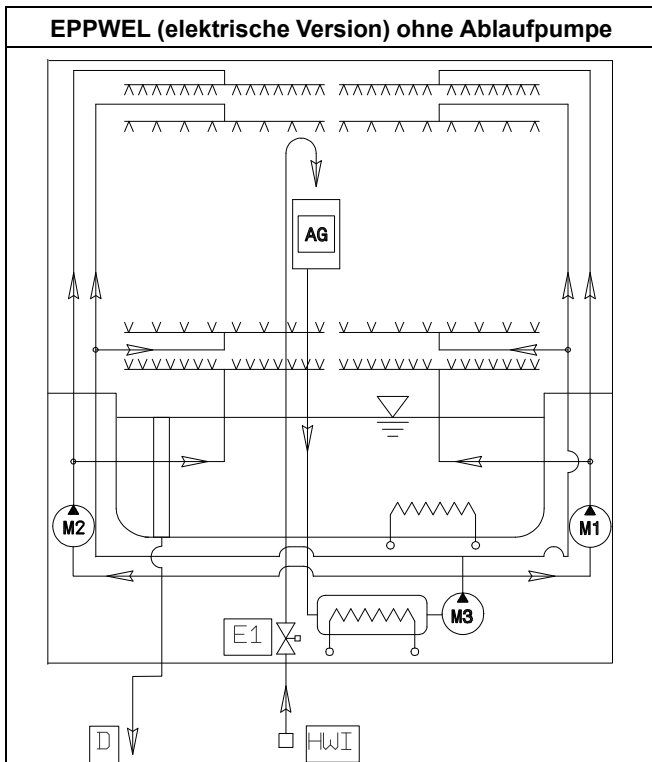 EPPWEL (elektrische Version) ohne Ablaufpumpe
AG
M2
M1
E1
M3
D
HWI